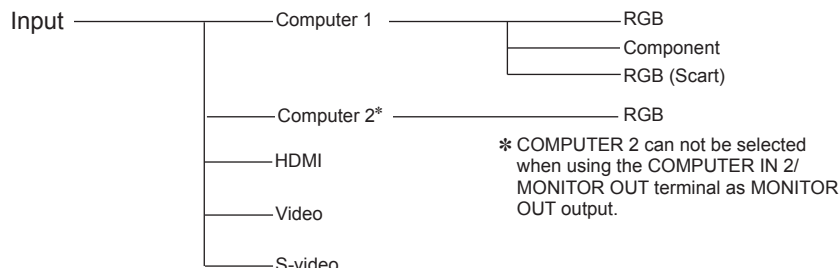 Input
Computer 1
RGB
Component
RGB (Scart)
Computer 2*
RGB
* COMPUTER 2 can not be selected
when using the COMPUTER IN 2/
MONITOR OUT terminal as MONITOR
OUT output.
HDMI
Video
S-video